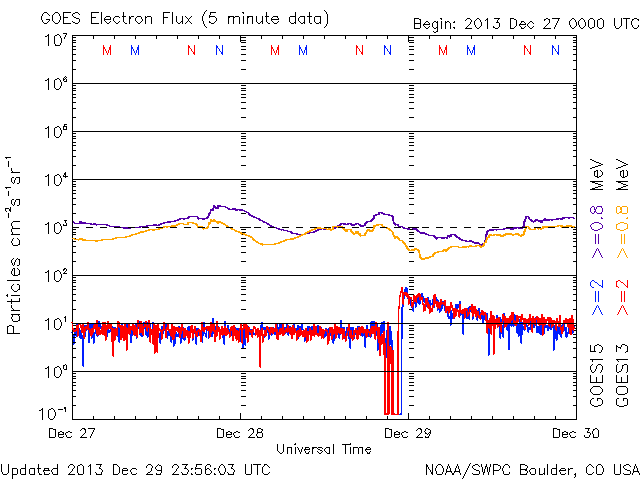 GOES Electron Flux (5 minute data)
Begin: 2013 Dec 27 0000 UTC
10⁷
M M N N M M N N M M N N
10⁶
10⁵
10⁴
10³
10²
10¹
10⁰
10⁻¹
Particles cm⁻²s⁻¹sr⁻¹
Dec 27 Dec 28 Dec 29 Dec 30
Universal Time
GOES15 >=2 >=0.8 MeV
GOES13 >=2 >=0.8 MeV
Updated 2013 Dec 29 23:56:03 UTC
NOAA/SWPC Boulder, CO USA